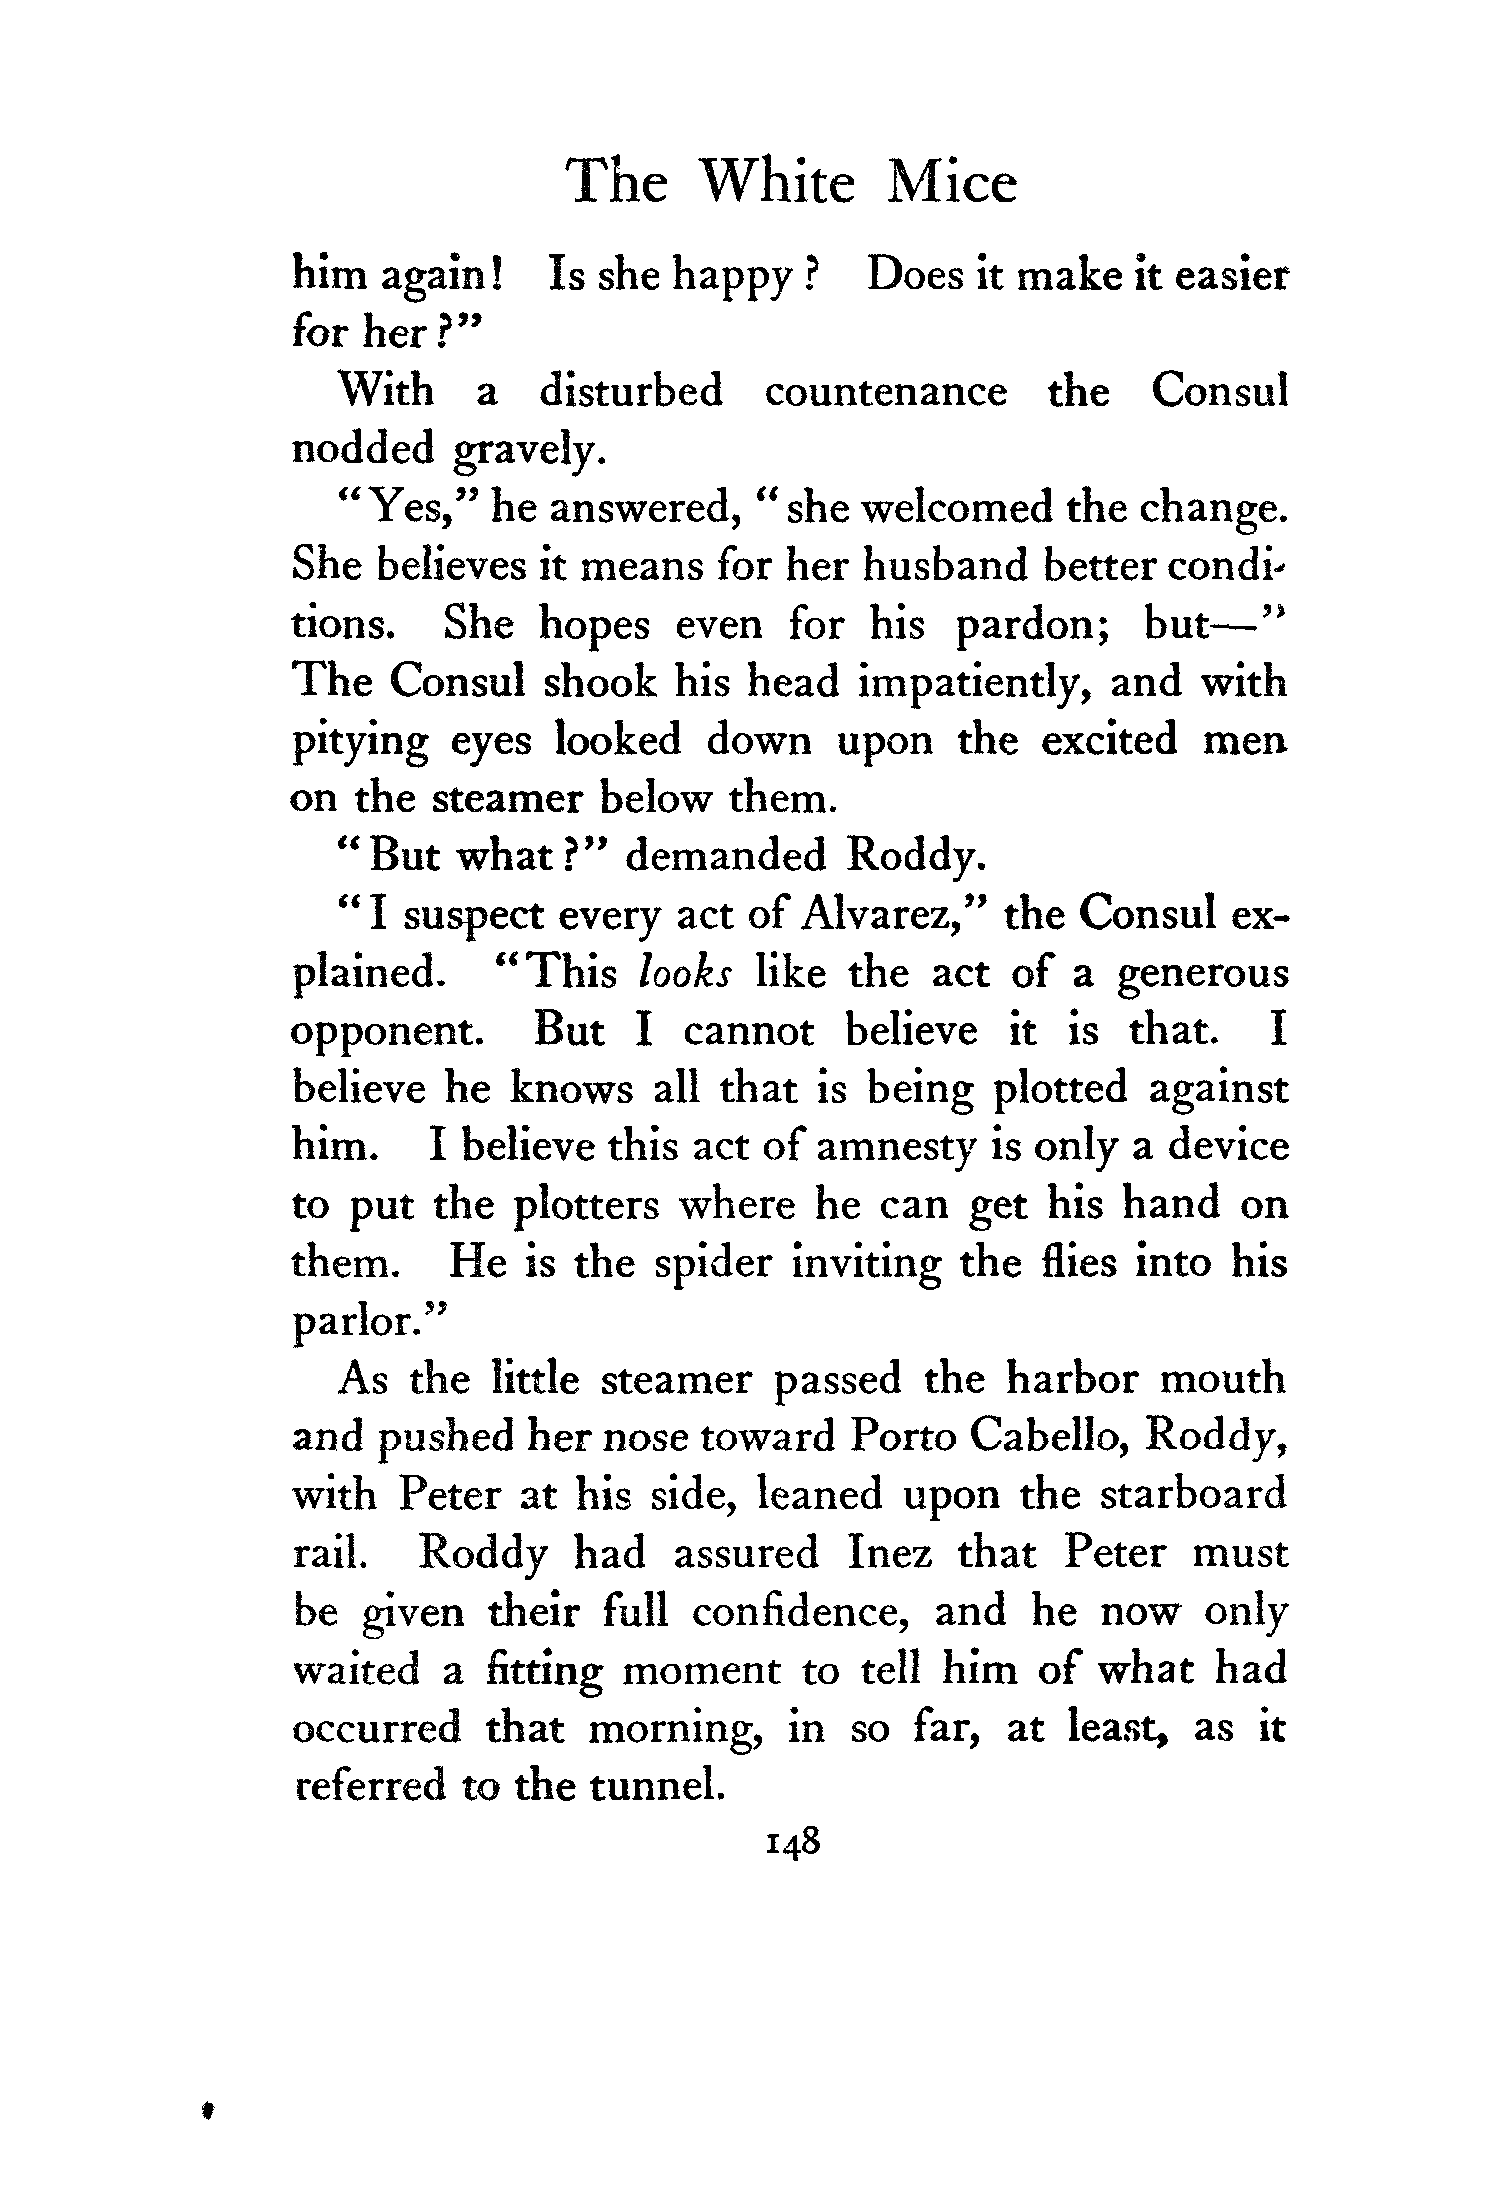 The White Mice
him again! Is she happy? Does it make it easier
for her?"
With a disturbed countenance the Consul
nodded gravely.
"Yes," he answered, "she welcomed the change.
She believes it means for her husband better condi-
tions. She hopes even for his pardon; but—"
The Consul shook his head impatiently, and with
pitying eyes looked down upon the excited men
on the steamer below them.
"But what?" demanded Roddy.
"I suspect every act of Alvarez," the Consul ex-
plained. "This looks like the act of a generous
opponent. But I cannot believe it is that. I
believe he knows all that is being plotted against
him. I believe this act of amnesty is only a device
to put the plotters where he can get his hand on
them. He is the spider inviting the flies into his
parlor."
As the little steamer passed the harbor mouth
and pushed her nose toward Porto Cabello, Roddy,
with Peter at his side, leaned upon the starboard
rail. Roddy had assured Inez that Peter must
be given their full confidence, and he now only
waited a fitting moment to tell him of what had
occurred that morning, in so far, at least, as it
referred to the tunnel.
148